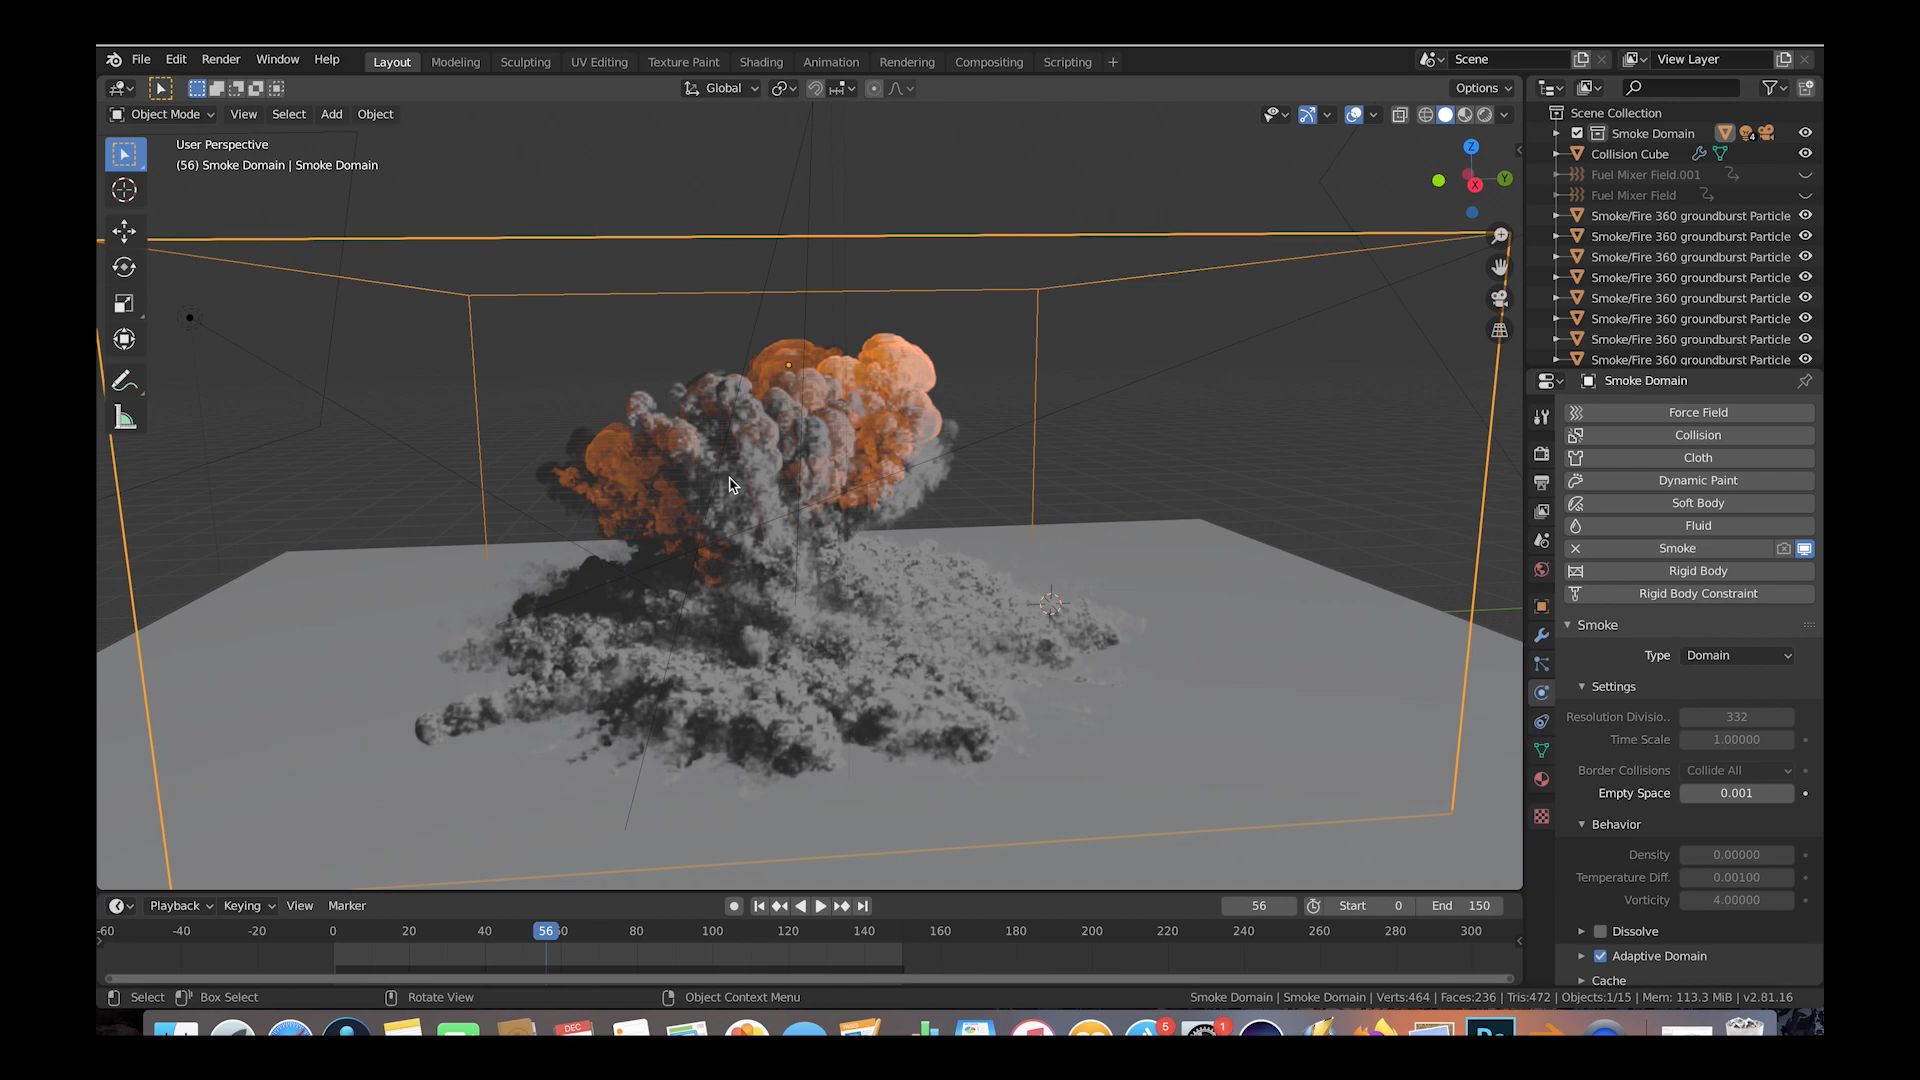 File Edit Render Window Help Layout Modeling Sculpting UV Editing Texture Paint Shading Animation Rendering Compositing Scripting + Scene View Layer
Global Options
Object Mode View Select Add Object
User Perspective
(56) Smoke Domain | Smoke Domain
Z
Y
X
Scene Collection
Smoke Domain 4
Collision Cube
Fuel Mixer Field.001
Fuel Mixer Field
Smoke/Fire 360 groundburst Particle
Smoke/Fire 360 groundburst Particle
Smoke/Fire 360 groundburst Particle
Smoke/Fire 360 groundburst Particle
Smoke/Fire 360 groundburst Particle
Smoke/Fire 360 groundburst Particle
Smoke/Fire 360 groundburst Particle
Smoke/Fire 360 groundburst Particle
Smoke Domain
Force Field
Collision
Cloth
Dynamic Paint
Soft Body
Fluid
Smoke
Rigid Body
Rigid Body Constraint
Smoke
Type Domain
Settings
Resolution Divisio.. 332
Time Scale 1.00000
Border Collisions Collide All
Empty Space 0.001
Behavior
Density 0.00000
Temperature Diff. 0.00100
Vorticity 4.00000
Dissolve
Adaptive Domain
Cache
Playback Keying View Marker 56 Start 0 End 150
-60 -40 -20 0 20 40 56 80 100 120 140 160 180 200 220 240 260 280 300
Select Box Select Rotate View Object Context Menu Smoke Domain | Smoke Domain | Verts:464 | Faces:236 | Tris:472 | Objects:1/15 | Mem: 113.3 MiB | v2.81.16
DEC 5 1